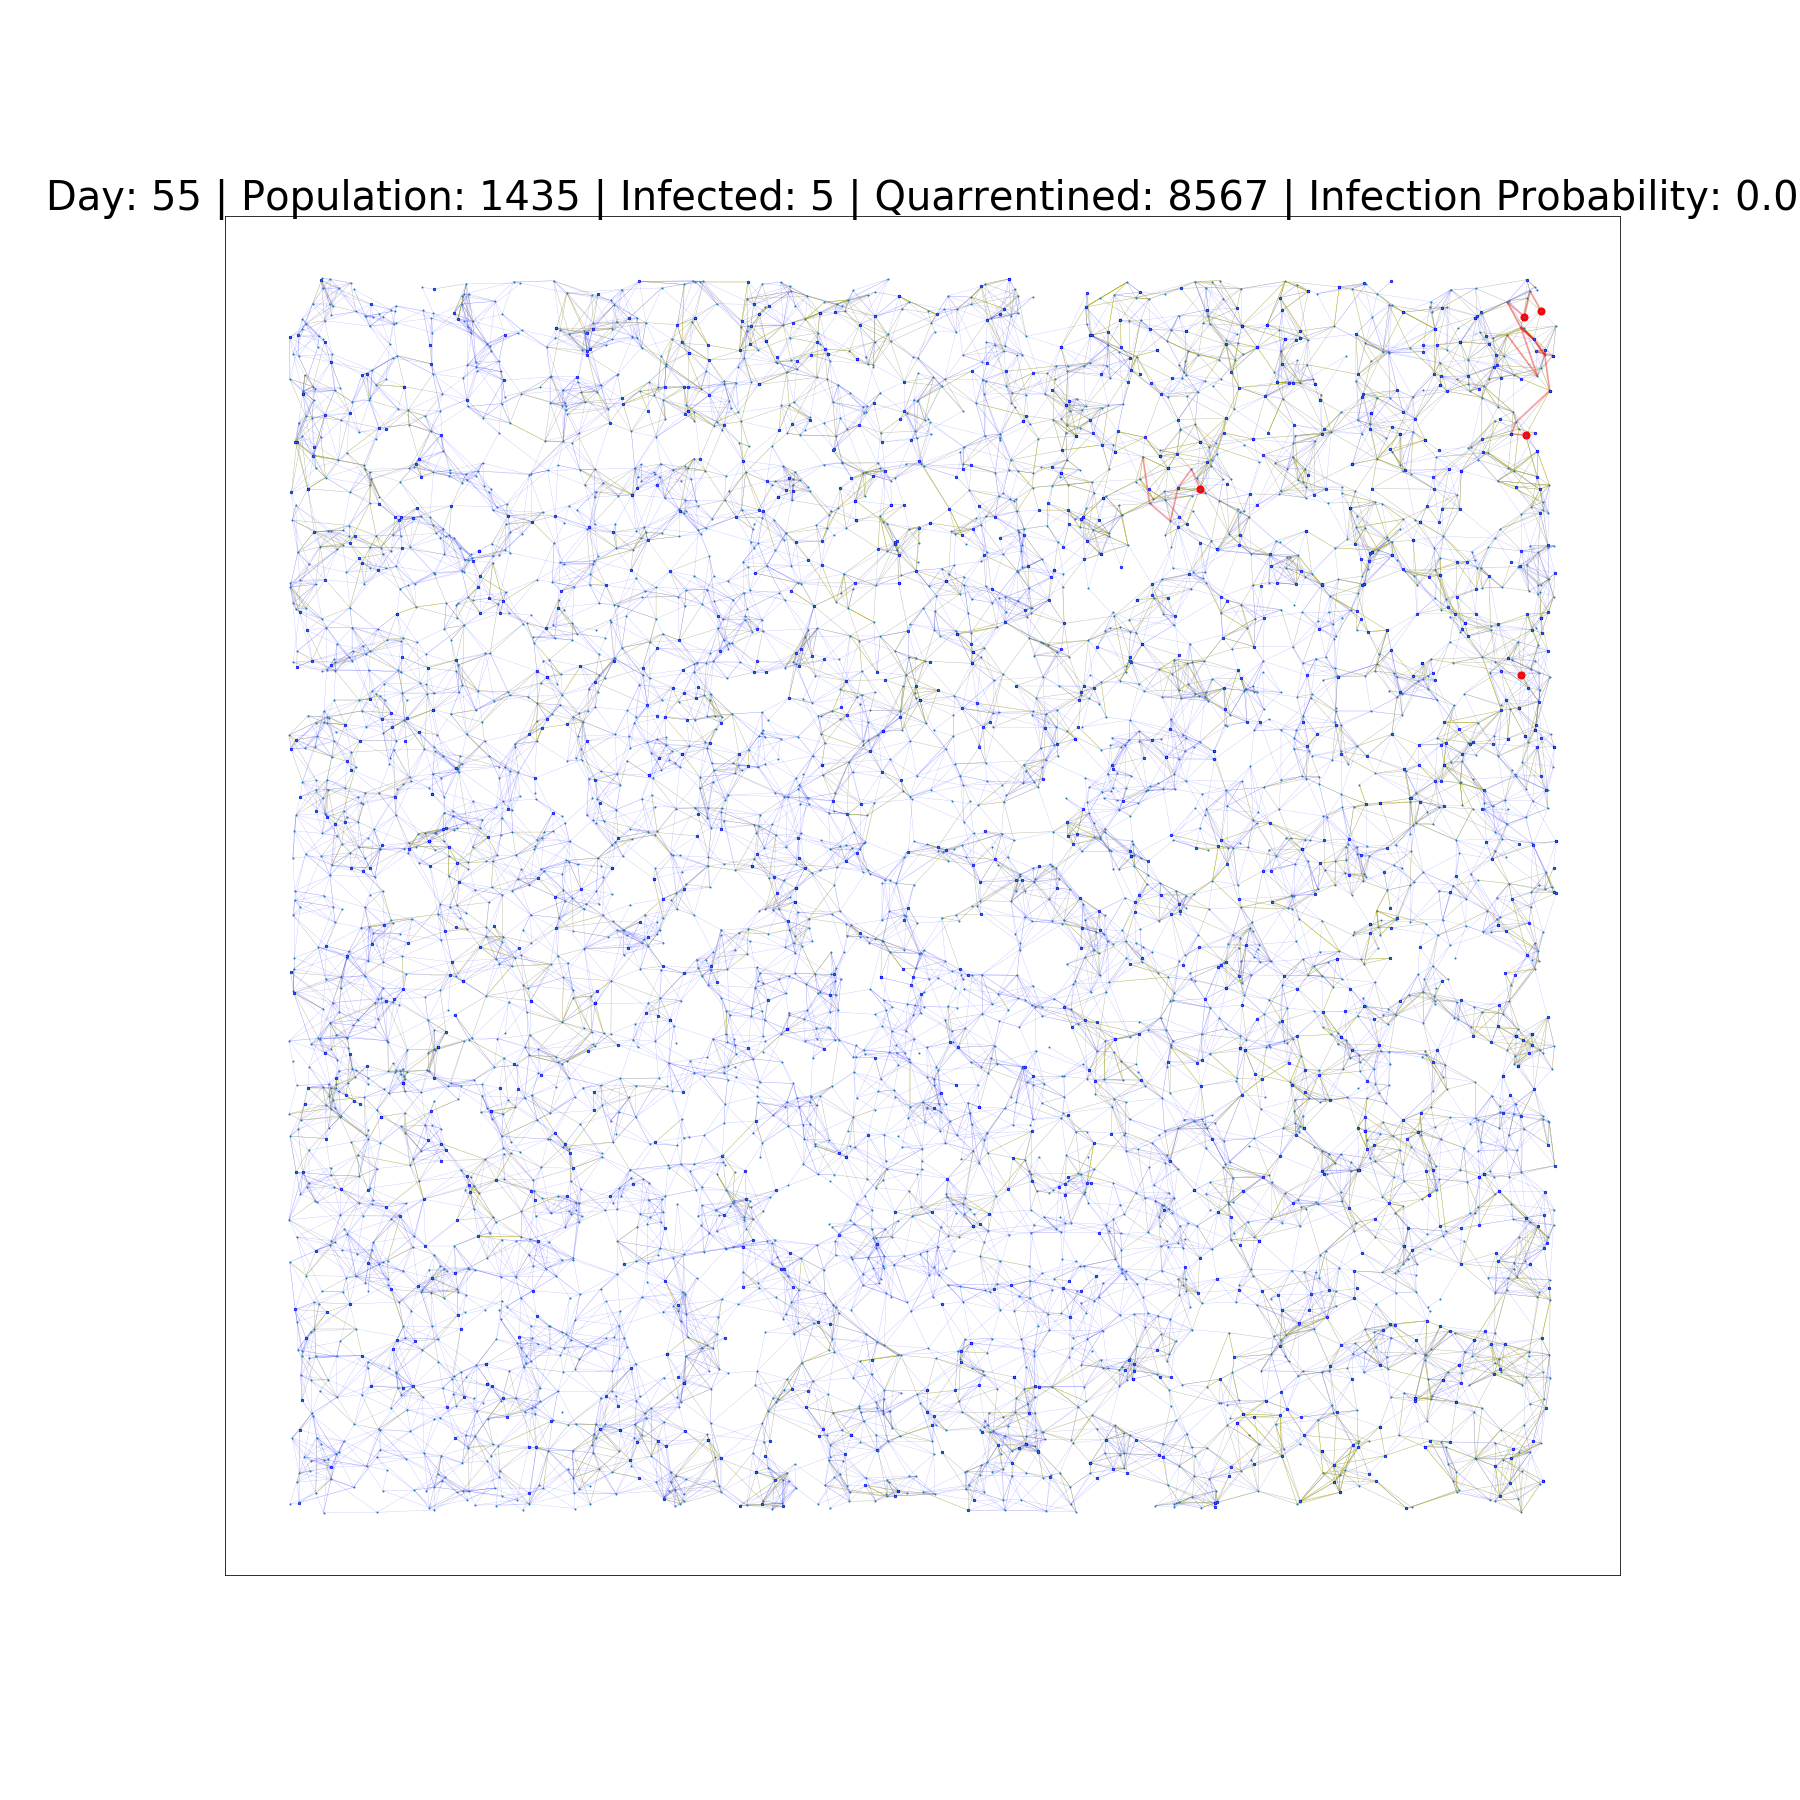 Day: 55 | Population: 1435 | Infected: 5 | Quarrentined: 8567 | Infection Probability: 0.0